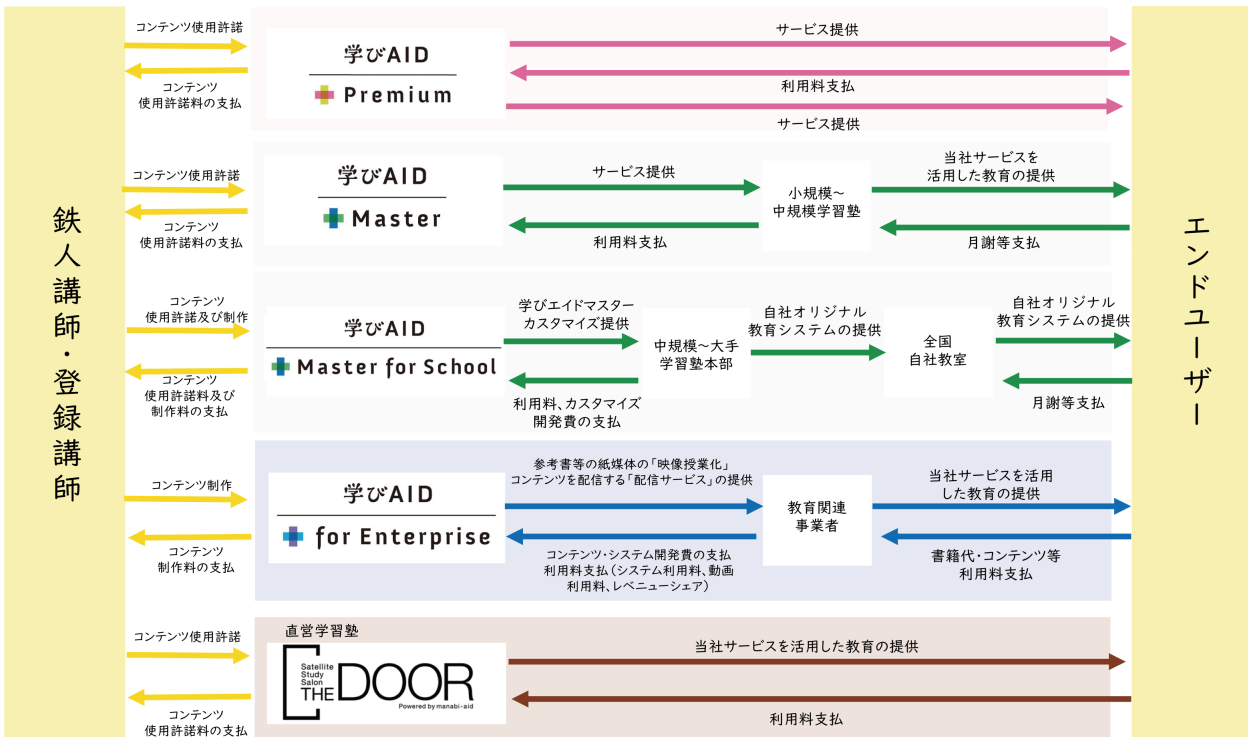 鉄人講師・登録講師
コンテンツ使用許諾
コンテンツ
使用許諾料の支払
学びAID
Premium
サービス提供
利用料支払
サービス提供
コンテンツ使用許諾
コンテンツ
使用許諾料の支払
学びAID
Master
サービス提供
利用料支払
小規模～
中規模学習塾
当社サービスを
活用した教育の提供
月謝等支払
コンテンツ
使用許諾及び制作
コンテンツ
使用許諾料及び
制作料の支払
学びAID
Master for School
学びエイドマスター
カスタマイズ提供
利用料、カスタマイズ
開発費の支払
中規模～大手
学習塾本部
自社オリジナル
教育システムの提供
全国
自社教室
自社オリジナル
教育システムの提供
月謝等支払
コンテンツ制作
コンテンツ
制作料の支払
学びAID
for Enterprise
参考書等の紙媒体の「映像授業化」
コンテンツを配信する「配信サービス」の提供
コンテンツ・システム開発費の支払
利用料支払(システム利用料、動画
利用料、レベニューシェア)
教育関連
事業者
当社サービスを活用
した教育の提供
書籍代・コンテンツ等
利用料支払
コンテンツ使用許諾
コンテンツ
使用許諾料の支払
直営学習塾
Satellite
Study
Salon
THE DOOR
Powered by manabi-aid
当社サービスを活用した教育の提供
利用料支払
エンドユーザー